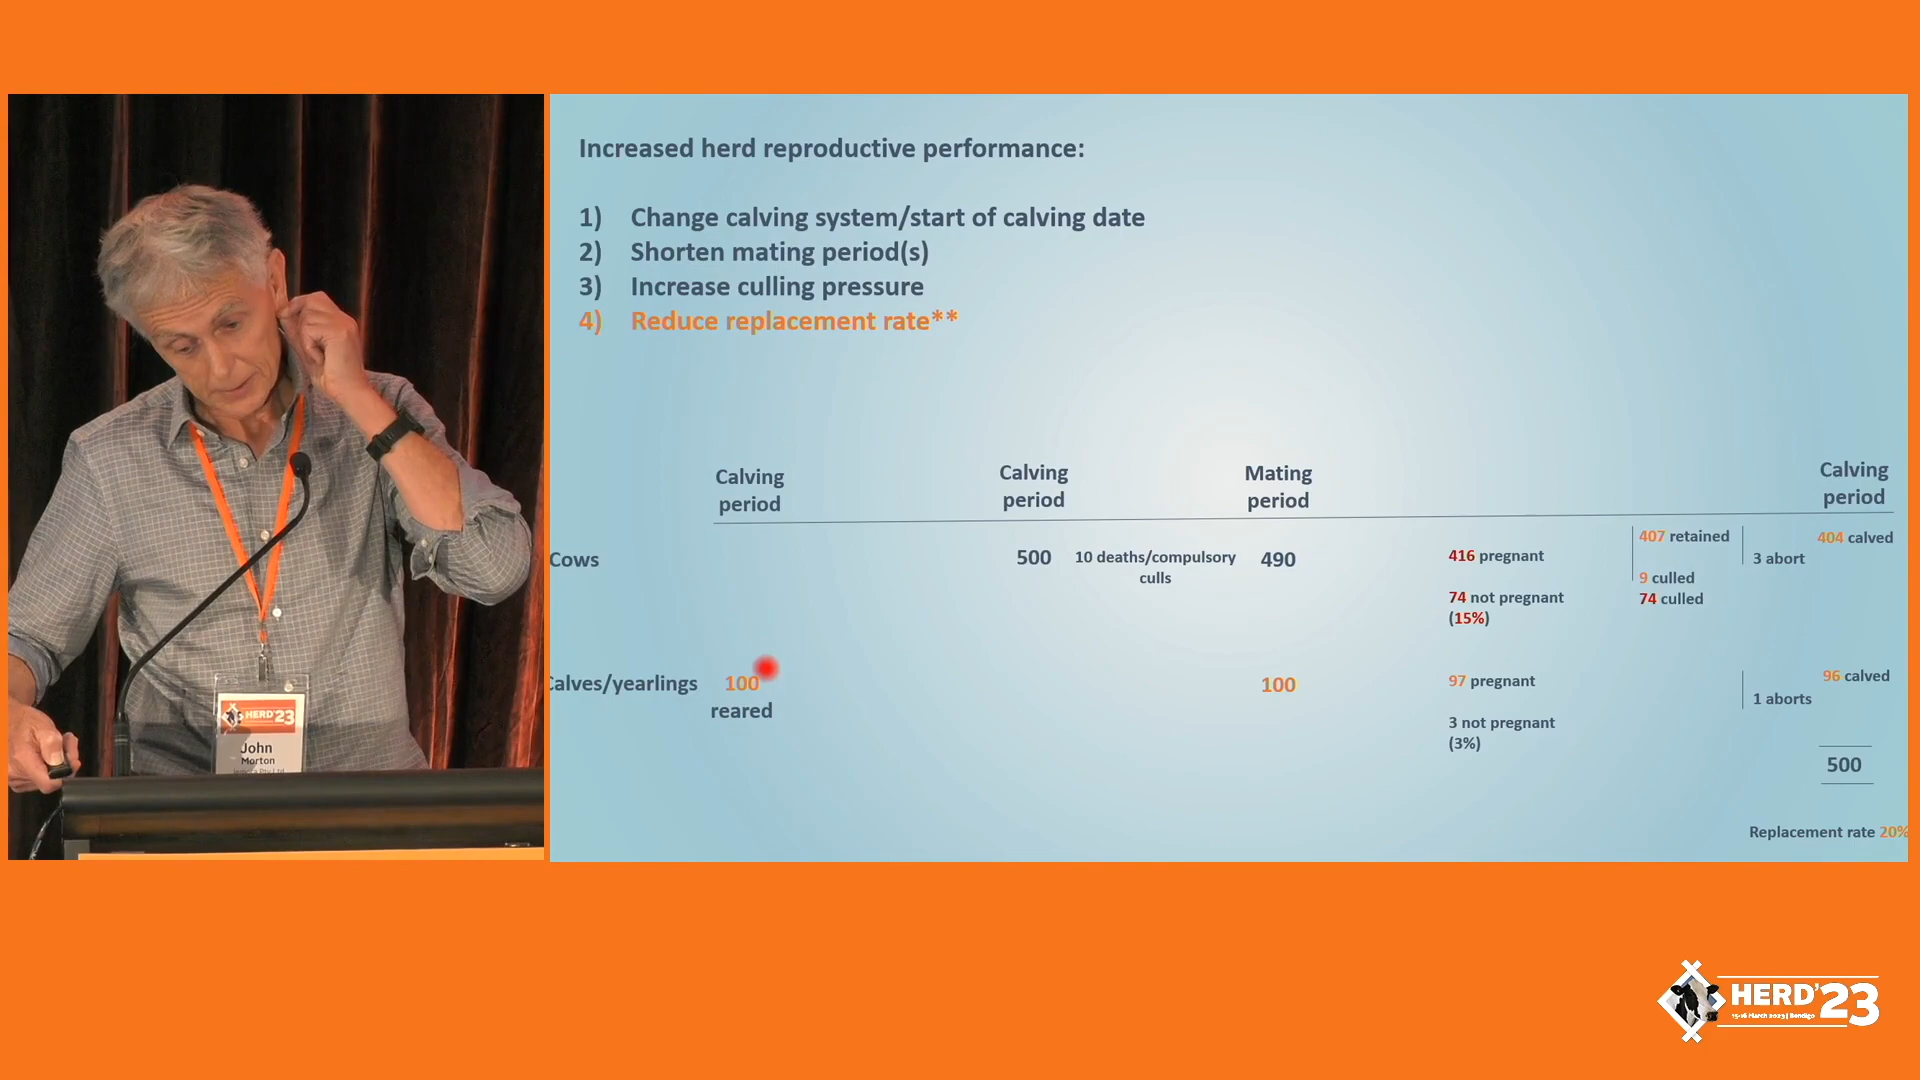 Increased herd reproductive performance:
1) Change calving system/start of calving date
2) Shorten mating period(s)
3) Increase culling pressure
4) Reduce replacement rate**
Calving
period
Calving
period
Mating
period
Calving
period
Cows
500
10 deaths/compulsory
culls
490
416 pregnant
74 not pregnant
(15%)
407 retained
9 culled
74 culled
3 abort
404 calved
Calves/yearlings
100
reared
100
97 pregnant
3 not pregnant
(3%)
1 aborts
96 calved
500
Replacement rate 20%
HERD'23
John
Morton
HERD'23
15-16 March 2023 | Bendigo